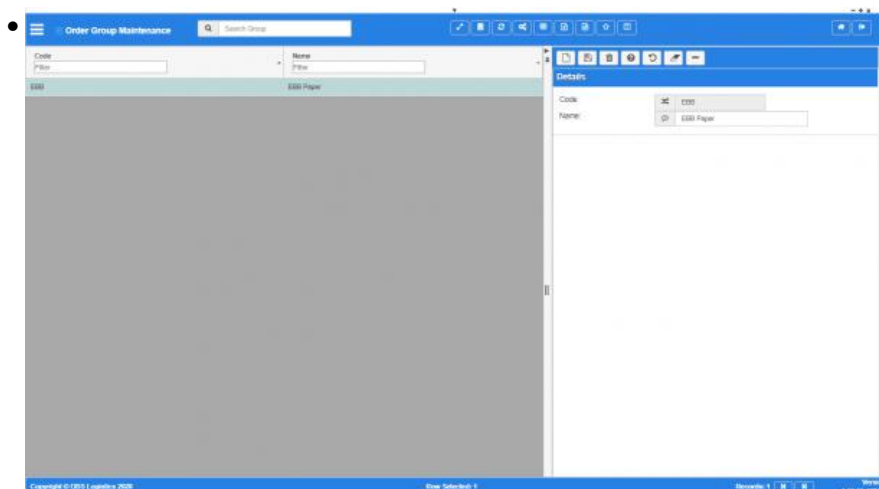 Order Group Maintenance
Search Group
Code
Name
Filter
Filter
EBB
EBB Paper
Details
Code:
EBB
Name:
EBB Paper
Copyright © OBS Logistics 2020
Row Selected: 1
Records: 1